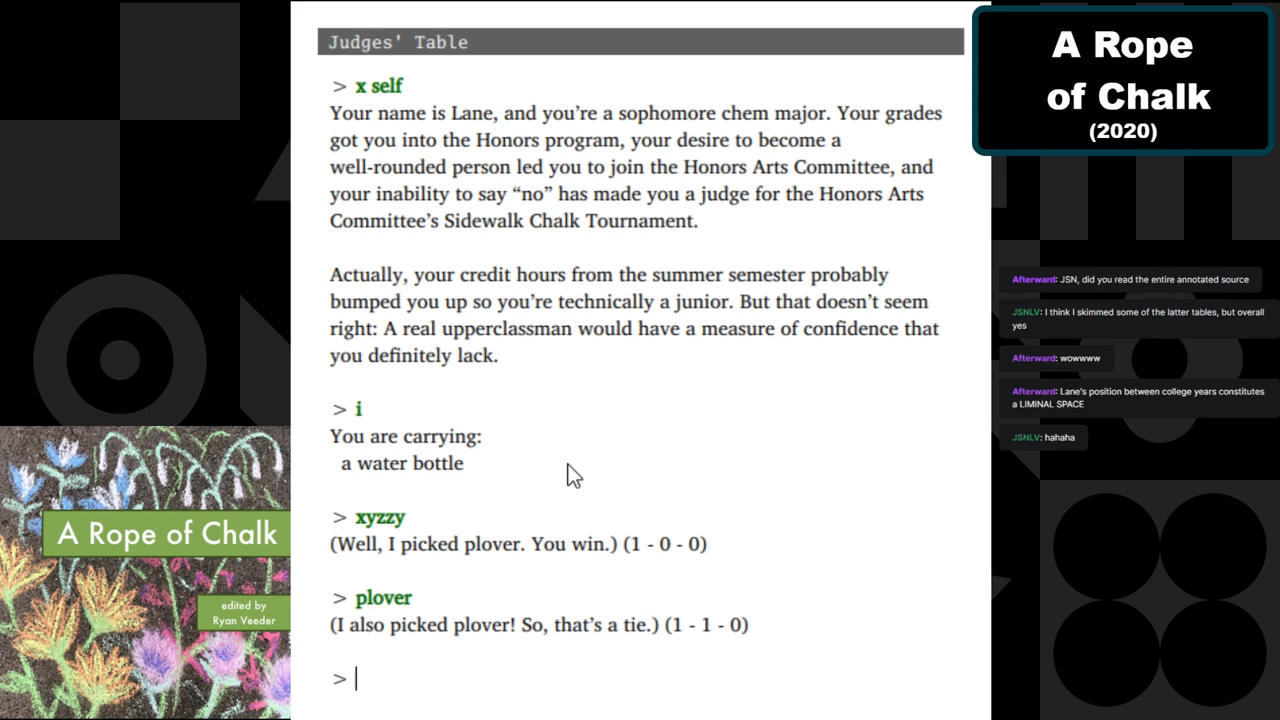 Judges' Table
> x self
Your name is Lane, and you’re a sophomore chem major. Your grades
got you into the Honors program, your desire to become a
well-rounded person led you to join the Honors Arts Committee, and
your inability to say “no” has made you a judge for the Honors Arts
Committee’s Sidewalk Chalk Tournament.
Actually, your credit hours from the summer semester probably
bumped you up so you’re technically a junior. But that doesn’t seem
right: A real upperclassman would have a measure of confidence that
you definitely lack.
> i
You are carrying:
a water bottle
> xyzzy
(Well, I picked plover. You win.) (1 - 0 - 0)
> plover
(I also picked plover! So, that’s a tie.) (1 - 1 - 0)
>
A Rope
of Chalk
(2020)
Afterward: JSN, did you read the entire annotated source
JSNLV: I think I skimmed some of the latter tables, but overall
yes
Afterward: wowwww
Afterward: Lane's position between college years constitutes
a LIMINAL SPACE
JSNLV: hahaha
A Rope of Chalk
edited by
Ryan Veeder